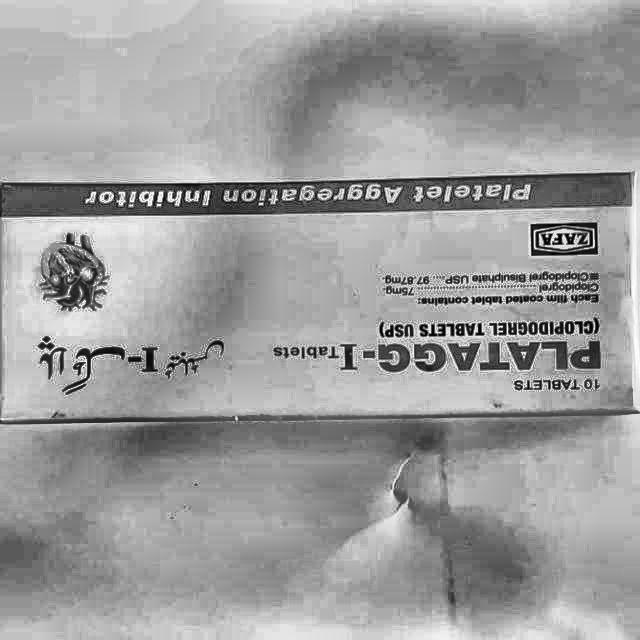 10 TABLETS
PLATAGG-I Tablets
(CLOPIDOGREL TABLETS USP)
Each film coated tablet contains:
Clopidogrel ........................ 75mg
≡Clopidogrel Bisulphate USP.... 97.87mg
ZAFA
Platelet Aggregation Inhibitor